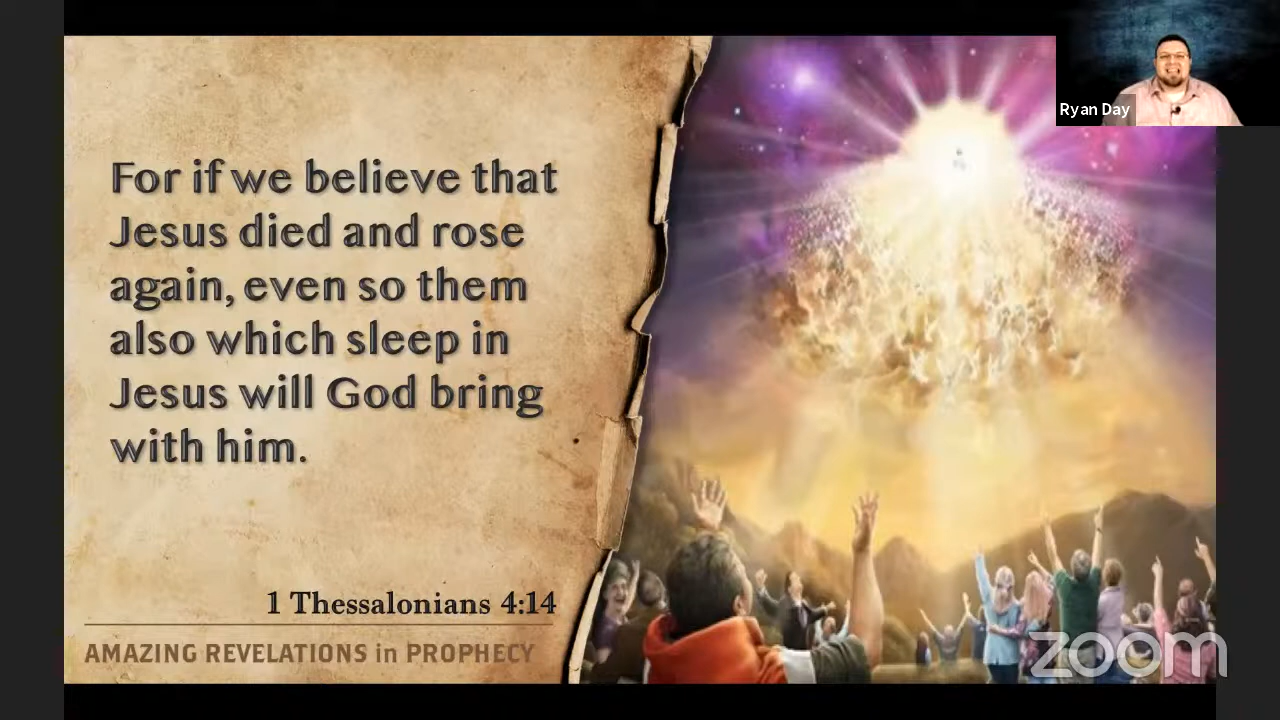 Ryan Day
For if we believe that
Jesus died and rose
again, even so them
also which sleep in
Jesus will God bring
with him.
1 Thessalonians 4:14
AMAZING REVELATIONS in PROPHECY
zoom